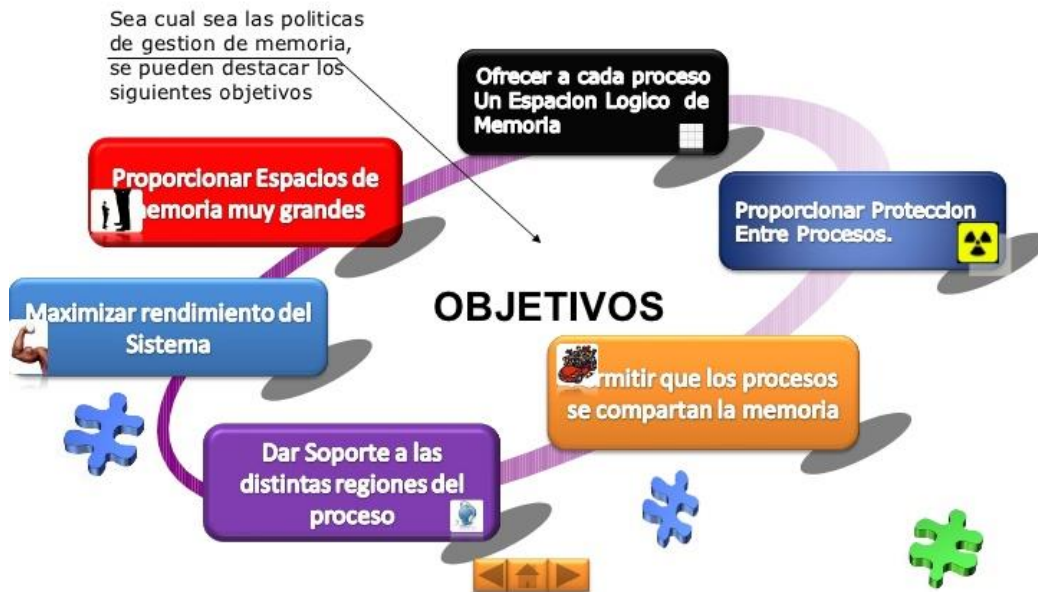 Sea cual sea las politicas
de gestion de memoria,
se pueden destacar los
siguientes objetivos
Ofrecer a cada proceso
Un Espacion Logico de
Memoria
Proporcionar Proteccion
Entre Procesos.
Proporcionar Espacios de
memoria muy grandes
Maximizar rendimiento del
Sistema
OBJETIVOS
rmitir que los procesos
se compartan la memoria
Dar Soporte a las
distintas regiones del
proceso